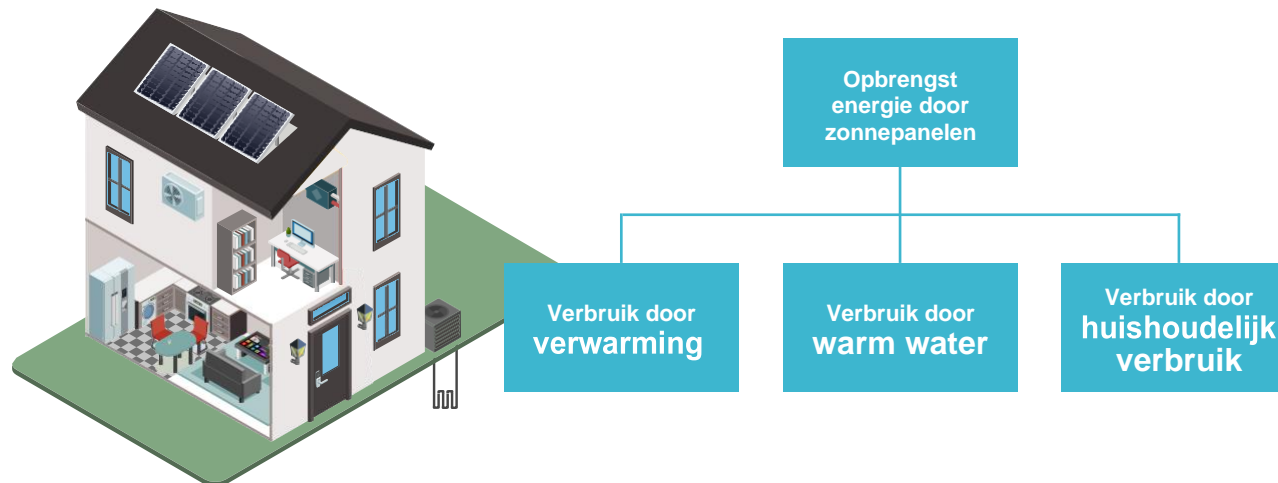 Opbrengst
energie door
zonnepanelen
Verbruik door
verwarming
Verbruik door
warm water
Verbruik door
huishoudelijk
verbruik